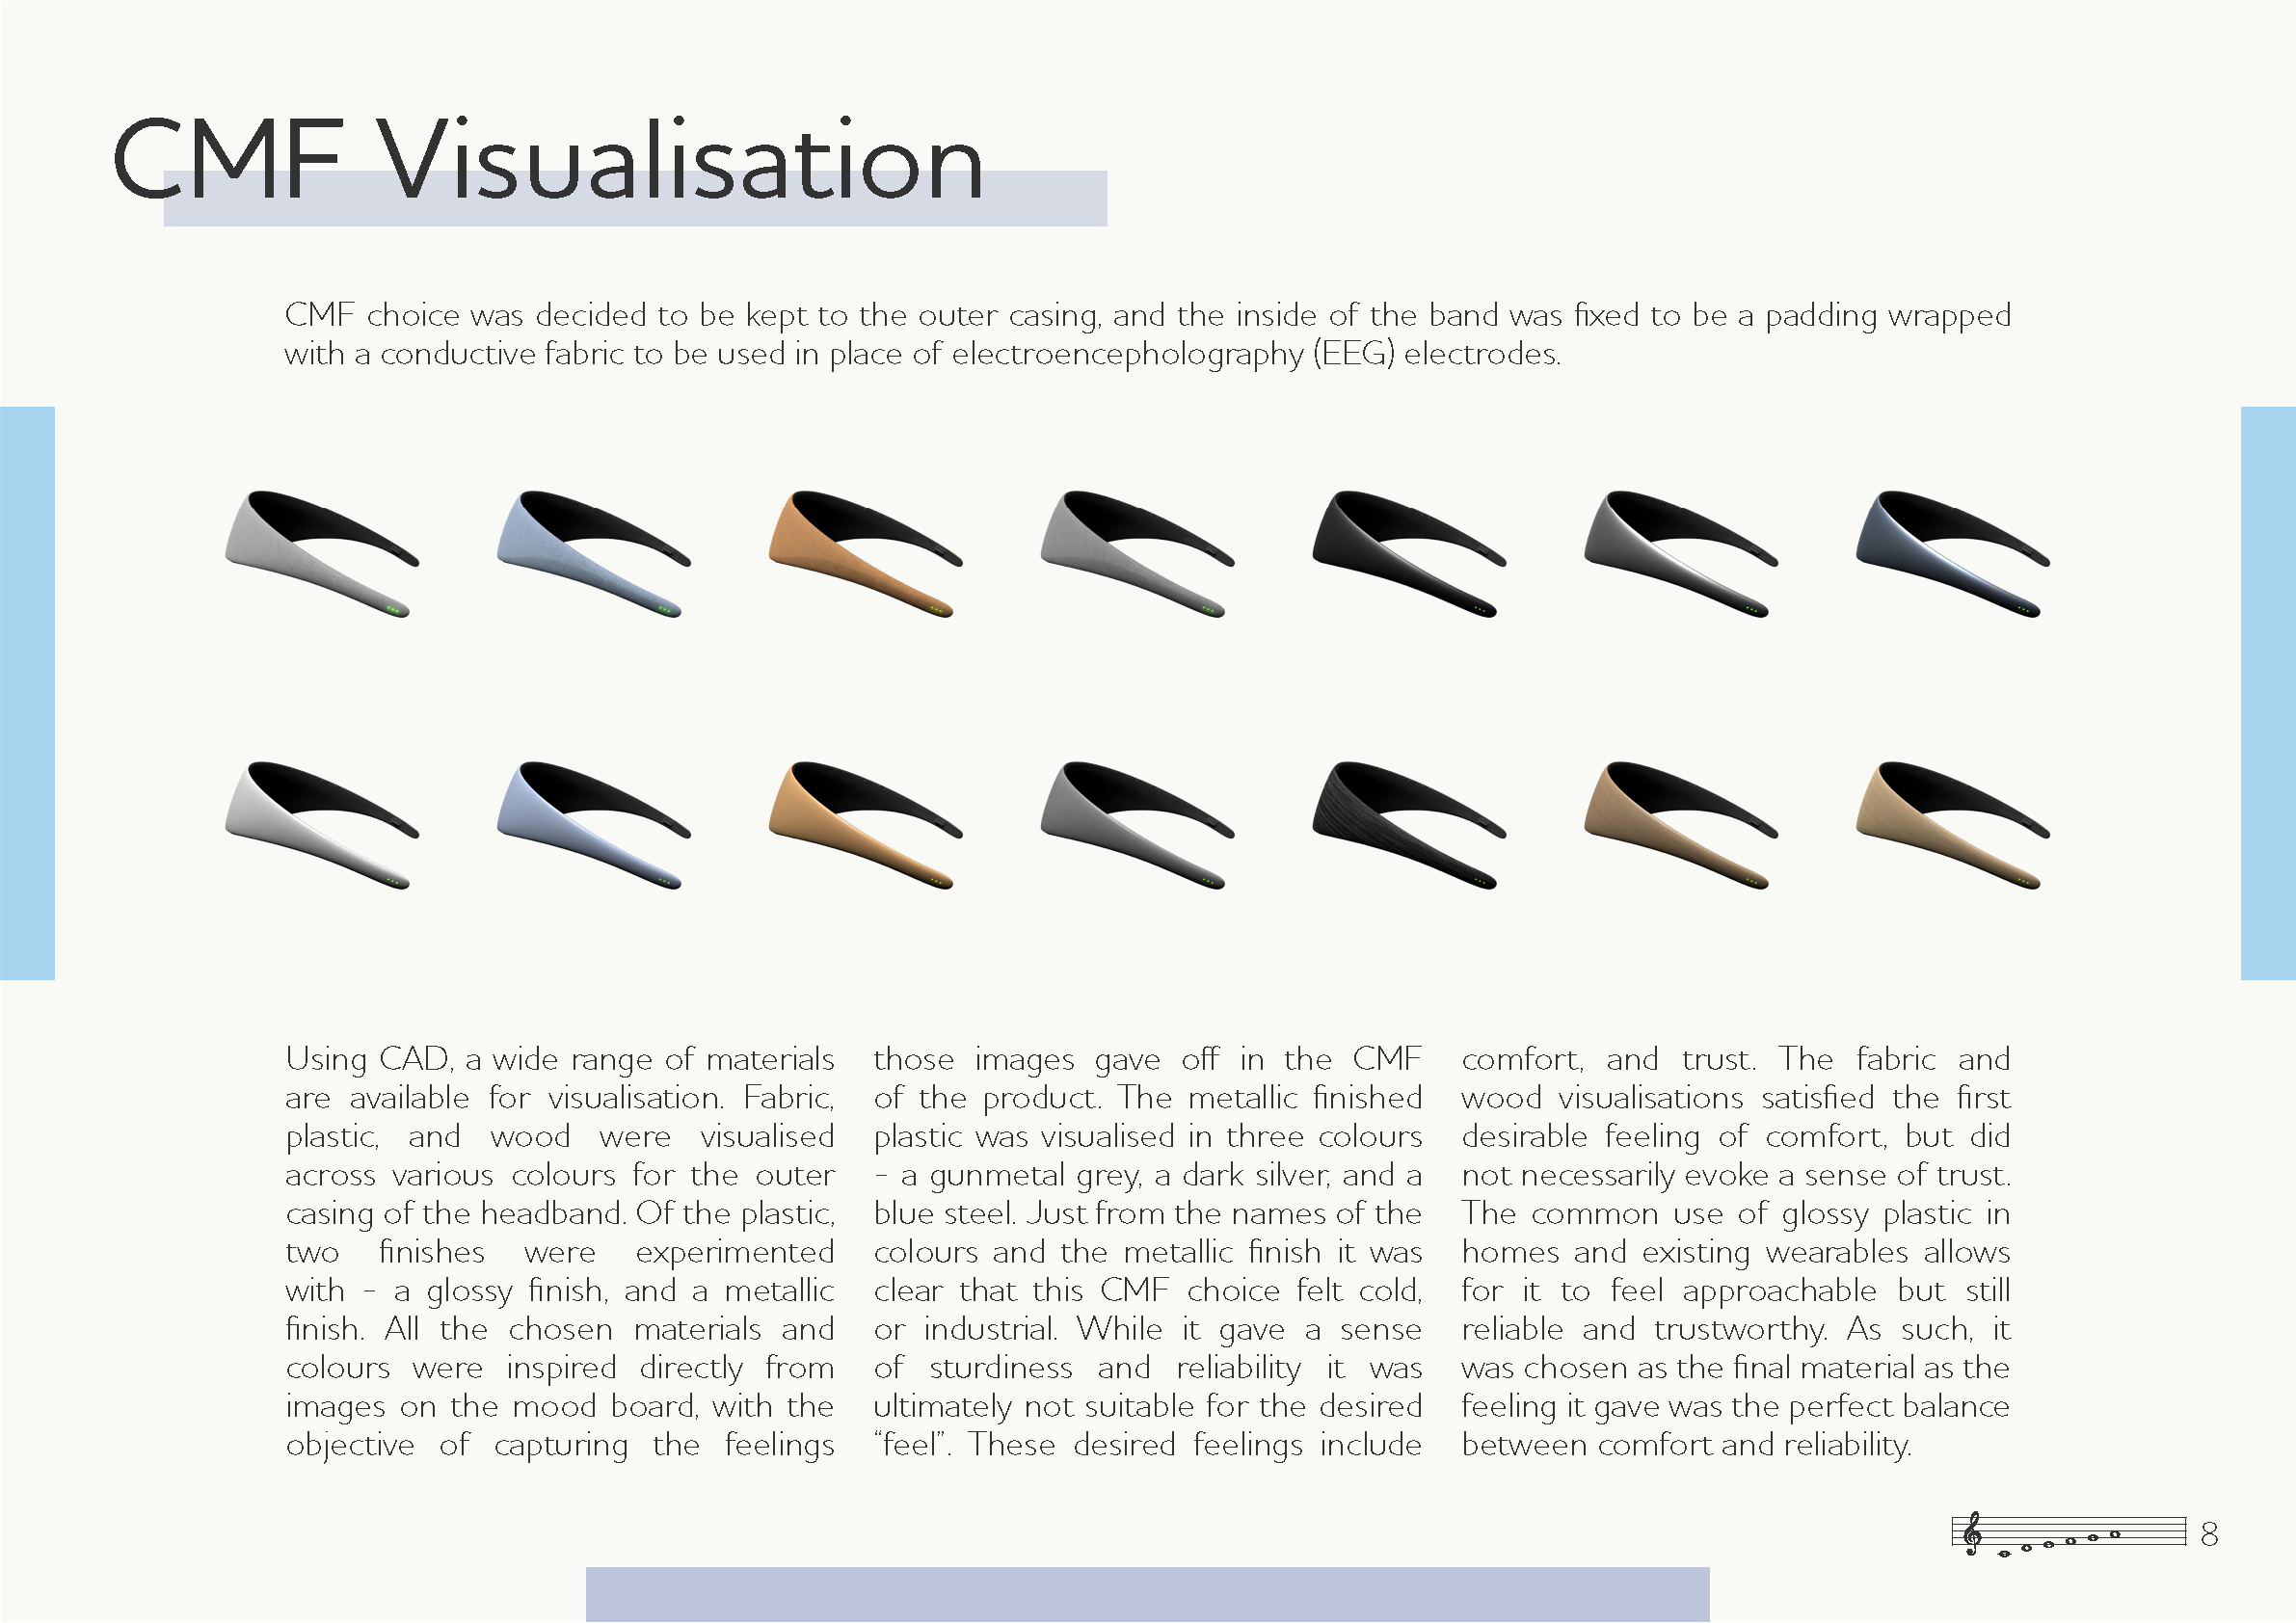 CMF Visualisation
CMF choice was decided to be kept to the outer casing, and the inside of the band was fixed to be a padding wrapped
with a conductive fabric to be used in place of electroencepholography (EEG) electrodes.
Using CAD, a wide range of materials
are available for visualisation. Fabric,
plastic, and wood were visualised
across various colours for the outer
casing of the headband. Of the plastic,
two finishes were experimented
with - a glossy finish, and a metallic
finish. All the chosen materials and
colours were inspired directly from
images on the mood board, with the
objective of capturing the feelings
those images gave off in the CMF
of the product. The metallic finished
plastic was visualised in three colours
- a gunmetal grey, a dark silver, and a
blue steel. Just from the names of the
colours and the metallic finish it was
clear that this CMF choice felt cold,
or industrial. While it gave a sense
of sturdiness and reliability it was
ultimately not suitable for the desired
“feel”. These desired feelings include
comfort, and trust. The fabric and
wood visualisations satisfied the first
desirable feeling of comfort, but did
not necessarily evoke a sense of trust.
The common use of glossy plastic in
homes and existing wearables allows
for it to feel approachable but still
reliable and trustworthy. As such, it
was chosen as the final material as the
feeling it gave was the perfect balance
between comfort and reliability.
8